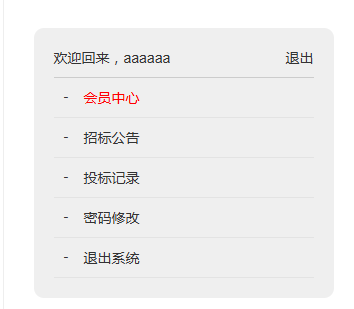 欢迎回来，aaaaaa 退出
- 会员中心
- 招标公告
- 投标记录
- 密码修改
- 退出系统